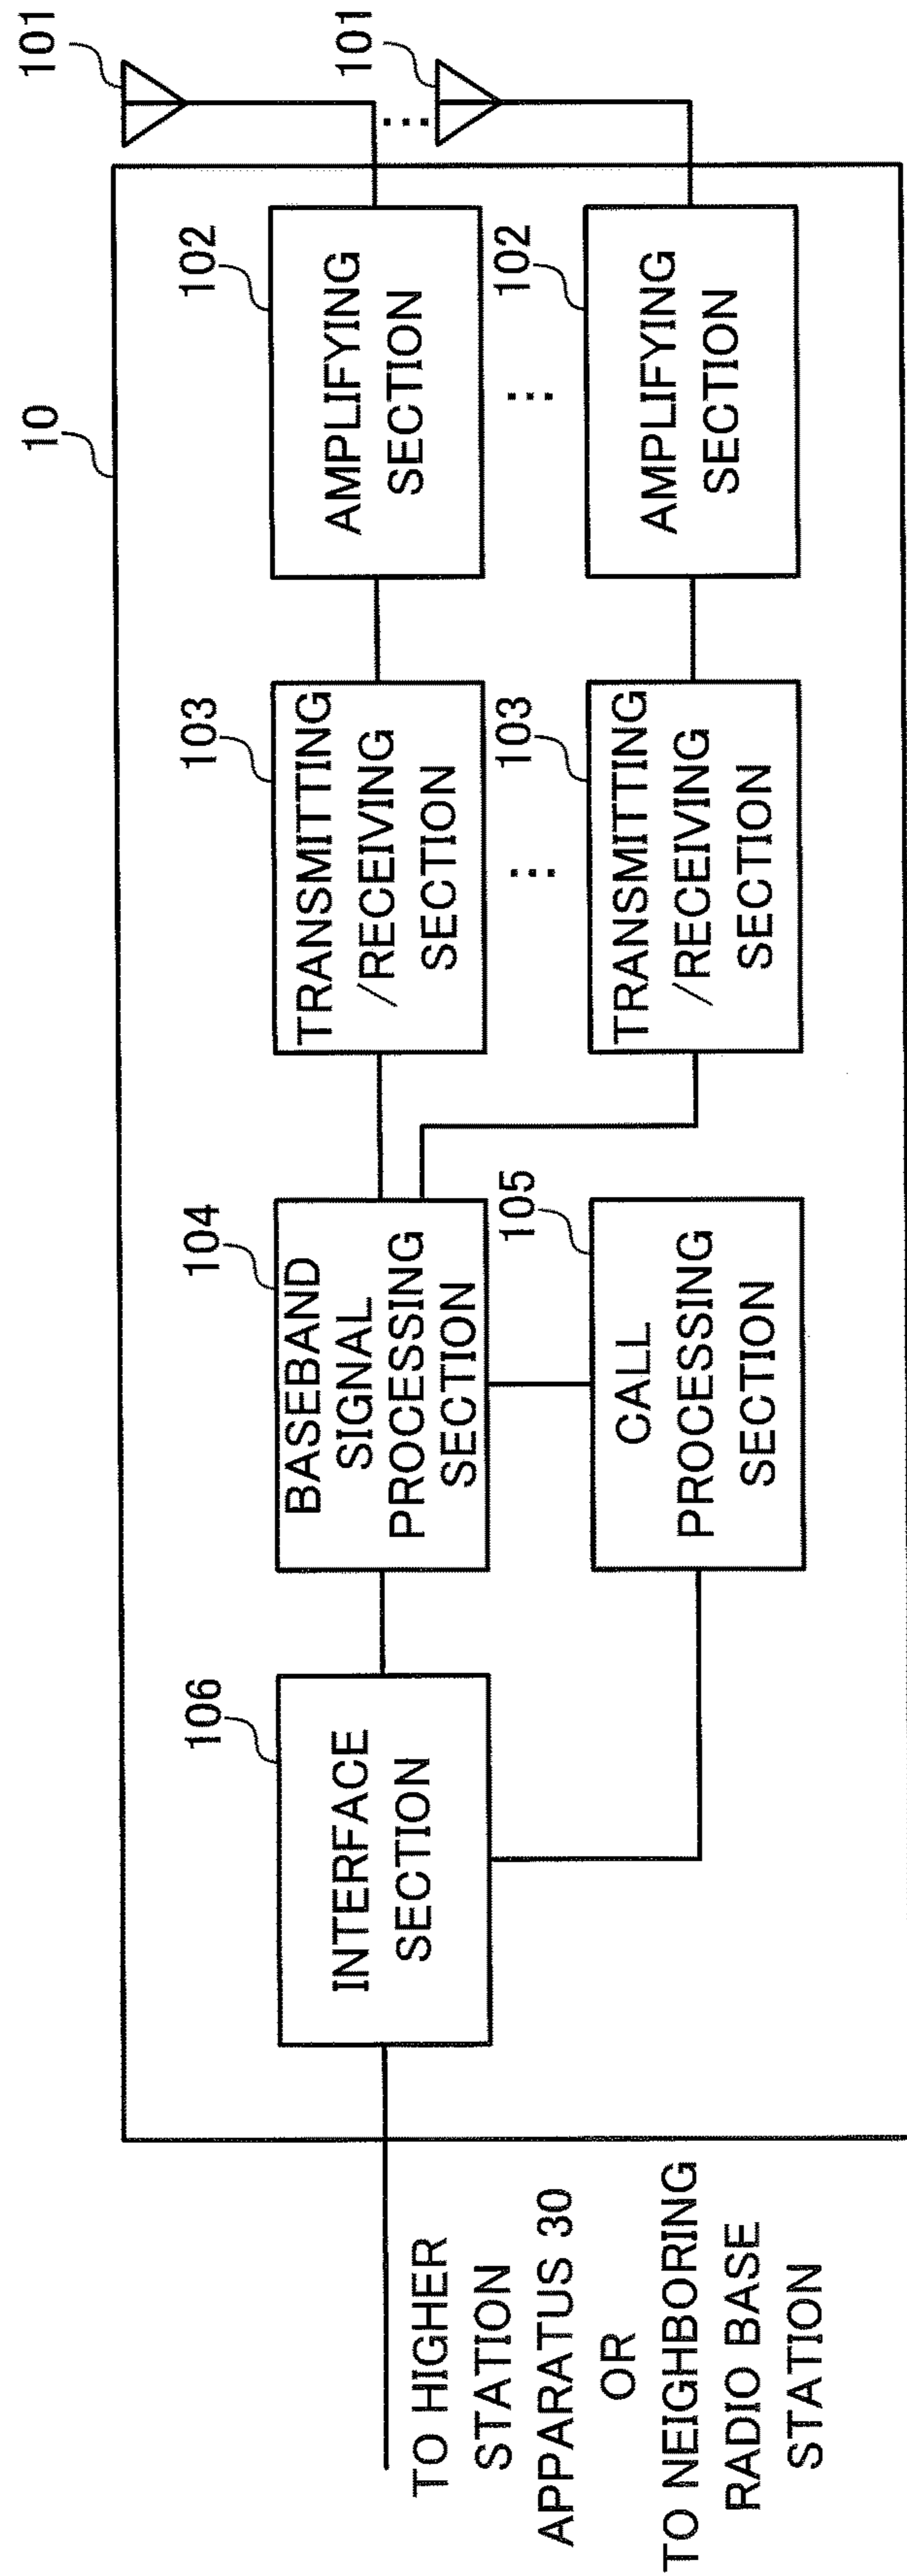 10
101
101
102
AMPLIFYING
SECTION
102
AMPLIFYING
SECTION
103
TRANSMITTING
/RECEIVING
SECTION
103
TRANSMITTING
/RECEIVING
SECTION
104
BASEBAND
SIGNAL
PROCESSING
SECTION
105
CALL
PROCESSING
SECTION
106
INTERFACE
SECTION
TO HIGHER
STATION
APPARATUS 30
OR
TO NEIGHBORING
RADIO BASE
STATION